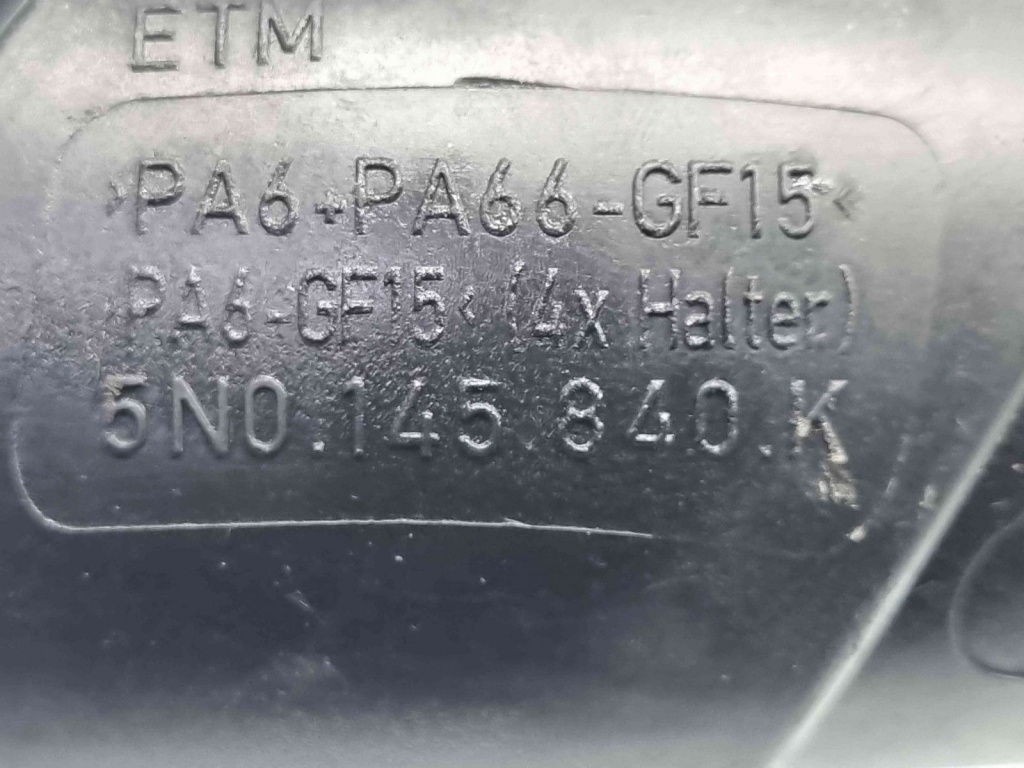 ETM
>PA6+PA66-GF15<
PA6-GF15< (4x Halter)
5N0.145.840.K